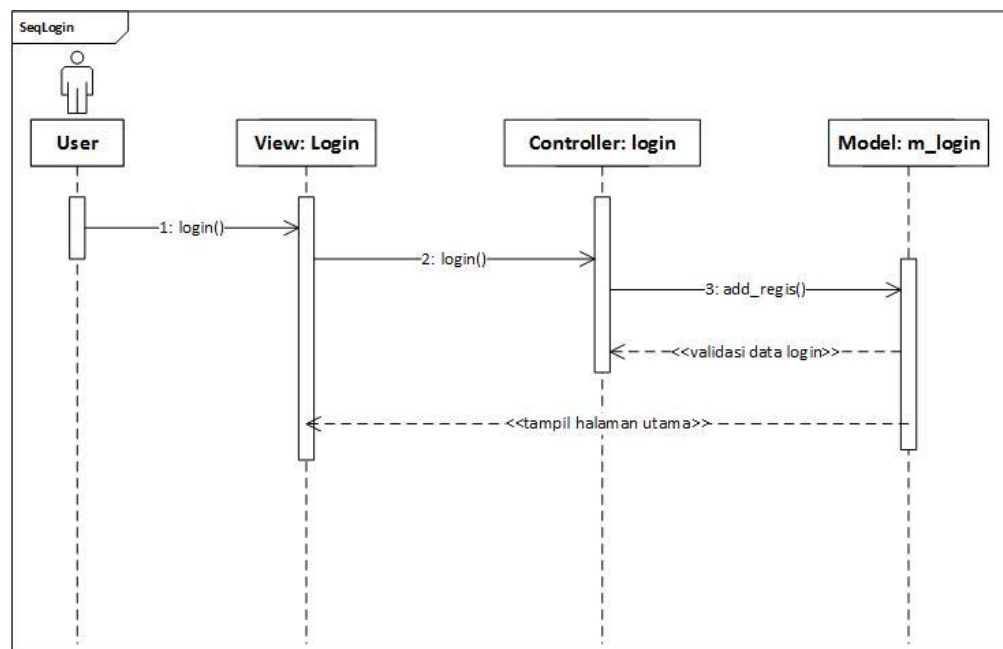 SeqLogin
User
View: Login
Controller: login
Model: m_login
1: login()
2: login()
3: add_regis()
<<validasi data login>>
<<tampil halaman utama>>